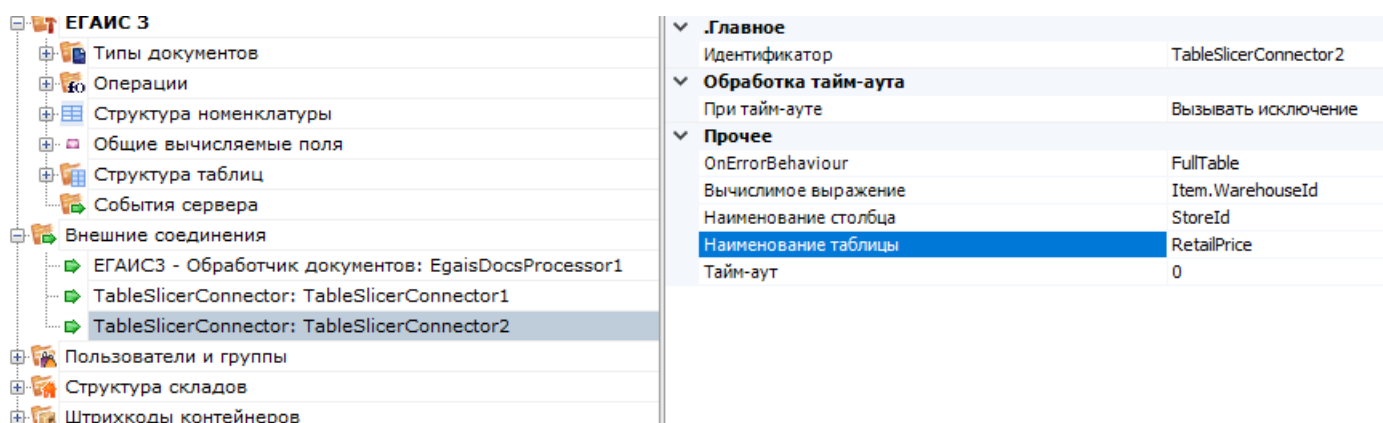 ЕГАИС 3
Типы документов
Операции
Структура номенклатуры
Общие вычисляемые поля
Структура таблиц
События сервера
Внешние соединения
ЕГАИС3 - Обработчик документов: EgaisDocsProcessor1
TableSlicerConnector: TableSlicerConnector1
TableSlicerConnector: TableSlicerConnector2
Пользователи и группы
Структура складов
Штрихкоды контейнеров
.Главное
Идентификатор TableSlicerConnector2
Обработка тайм-аута
При тайм-ауте Вызывать исключение
Прочее
OnErrorBehaviour FullTable
Вычислимое выражение Item.WarehouseId
Наименование столбца StoreId
Наименование таблицы RetailPrice
Тайм-аут 0